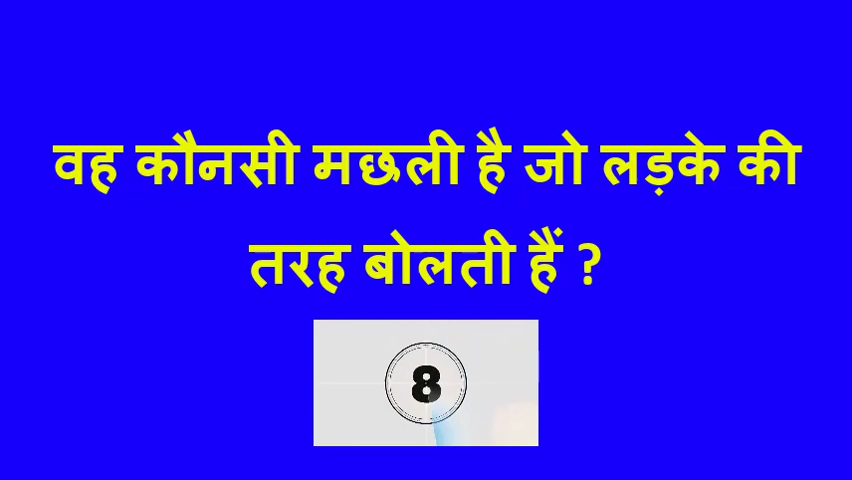 वह कौनसी मछली है जो लड़के की
तरह बोलती हैं ?
8